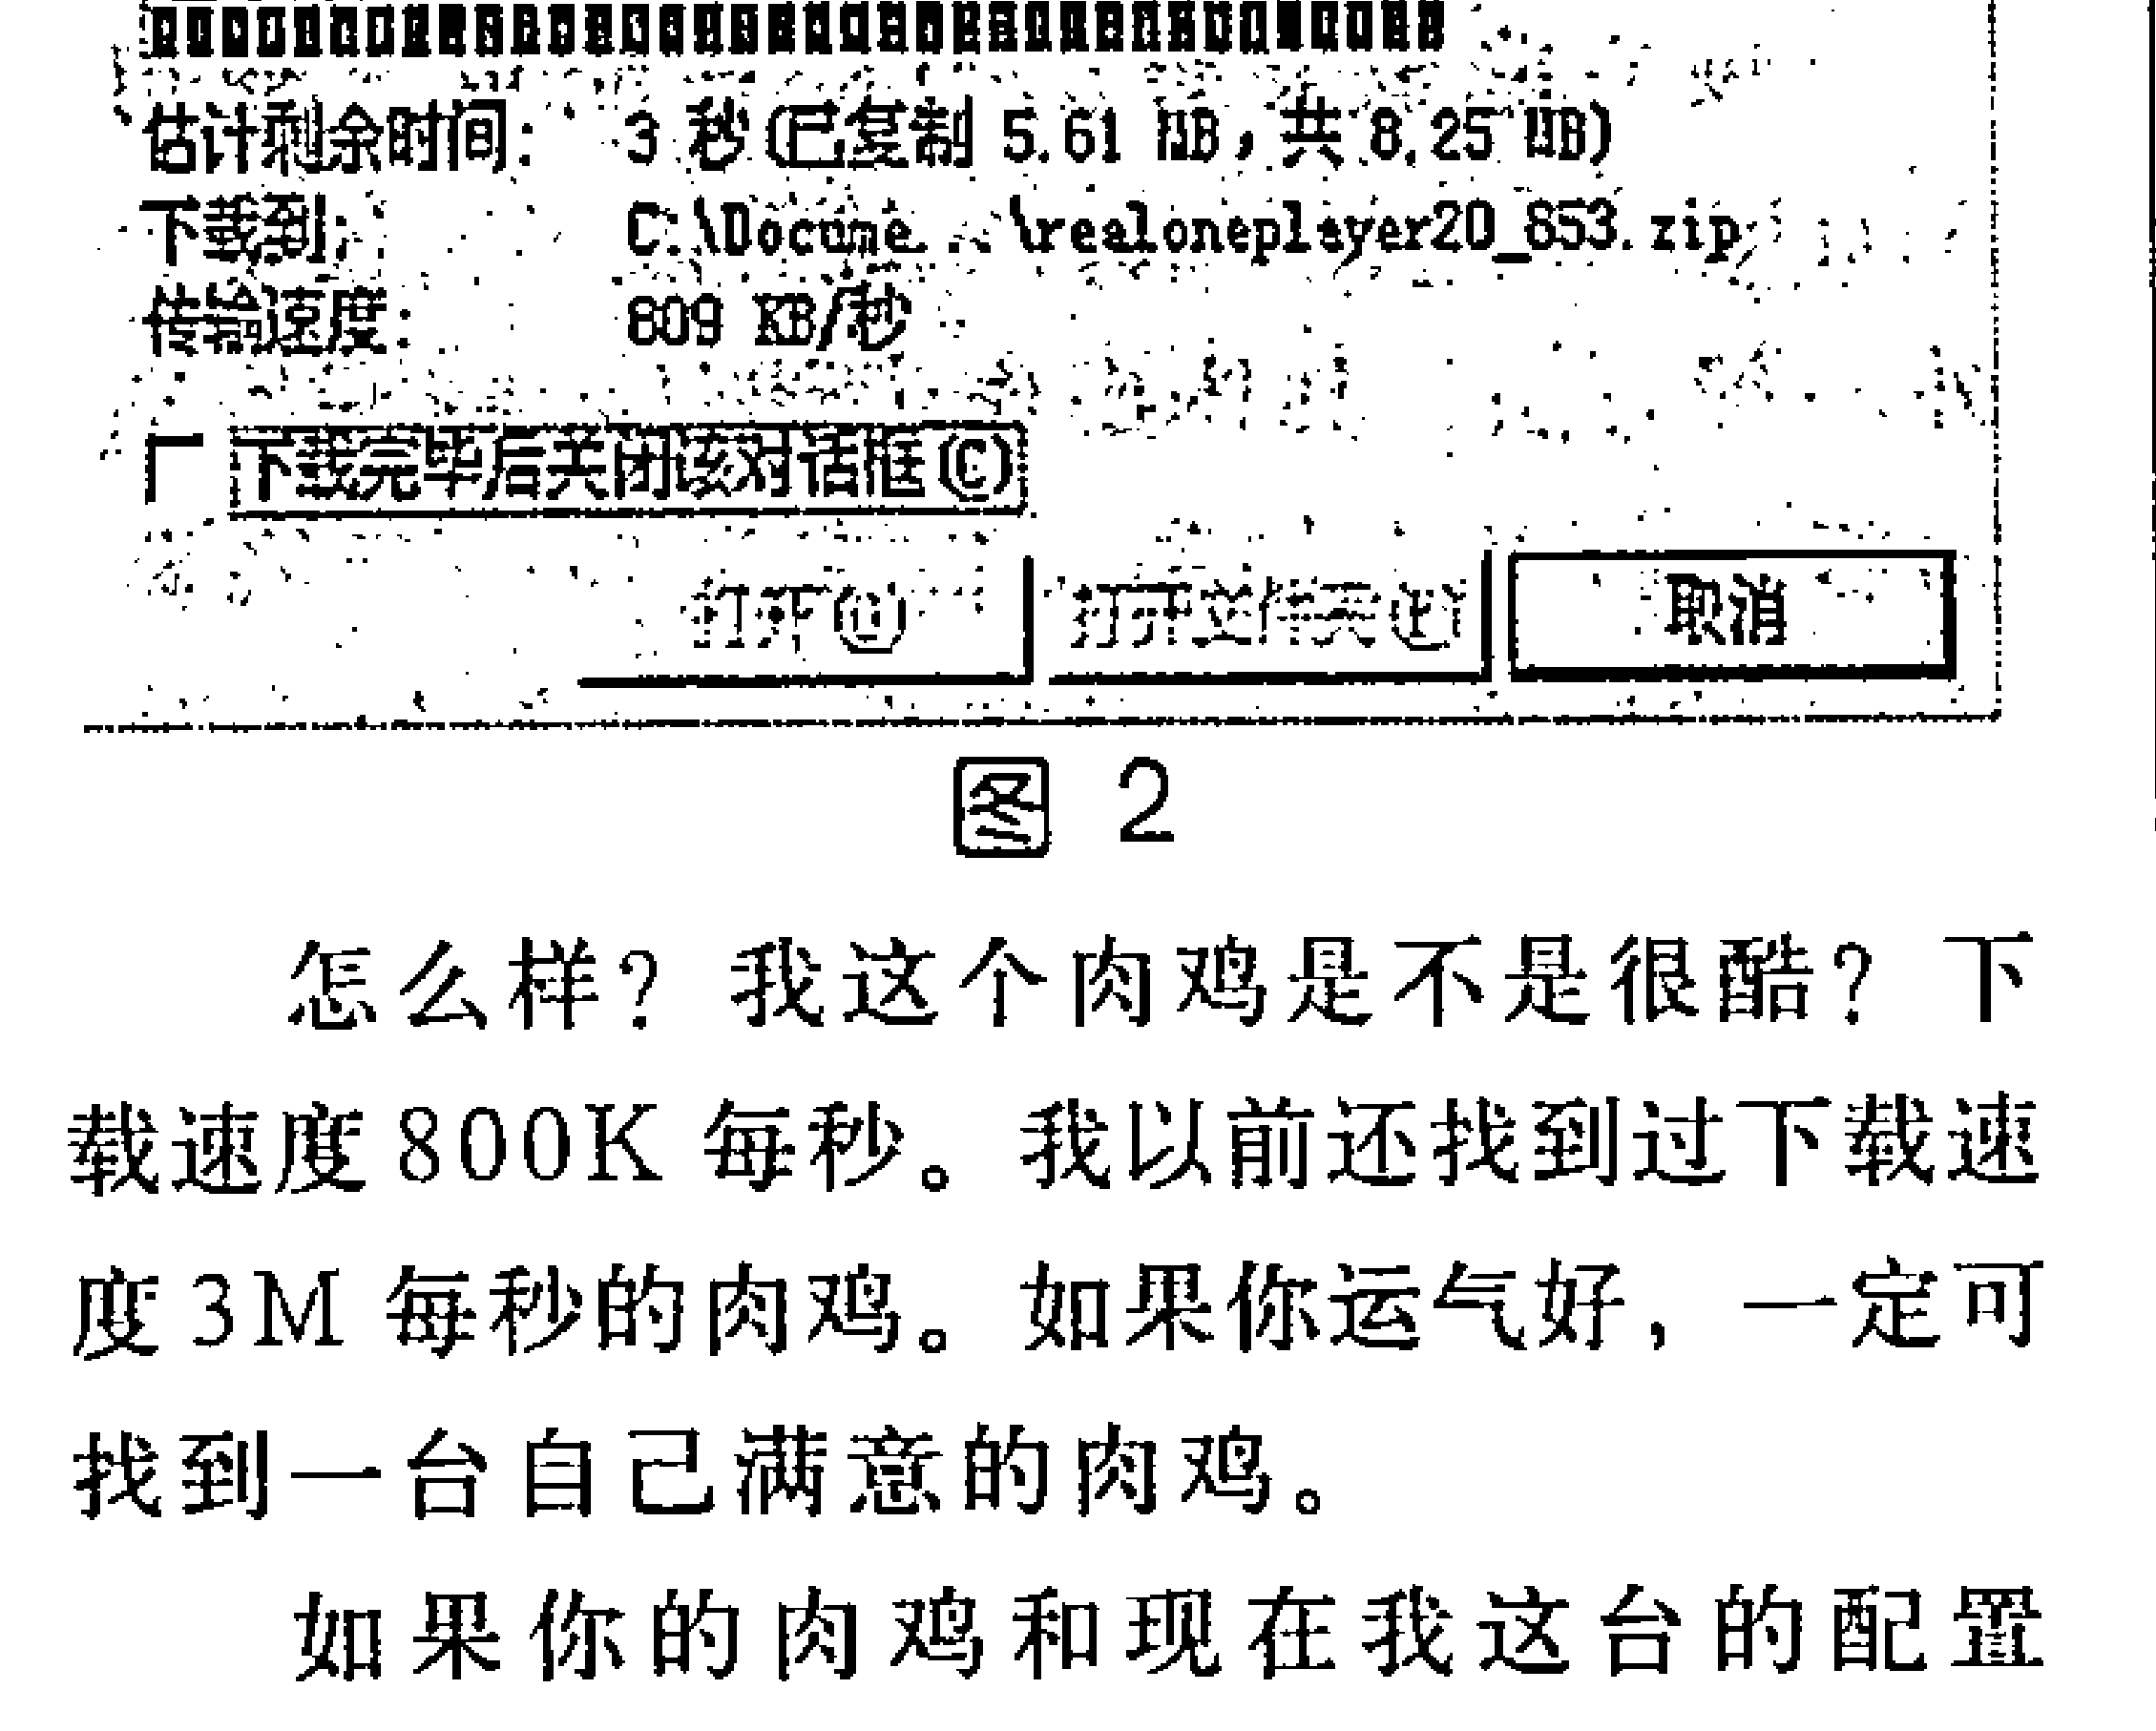 估计剩余时间: 3 秒(已复制 5.61 MB，共 8.25 MB)
下载到: C:\Docume...\realoneplayer20_853.zip
传输速度: 809 KB/秒
下载完毕后关闭该对话框(C)
打开(O) 打开文件夹(F) 取消
图 2
怎么样？我这个肉鸡是不是很酷？下
载速度800K 每秒。我以前还找到过下载速
度3M 每秒的肉鸡。如果你运气好，一定可
找到一台自己满意的肉鸡。
如果你的肉鸡和现在我这台的配置